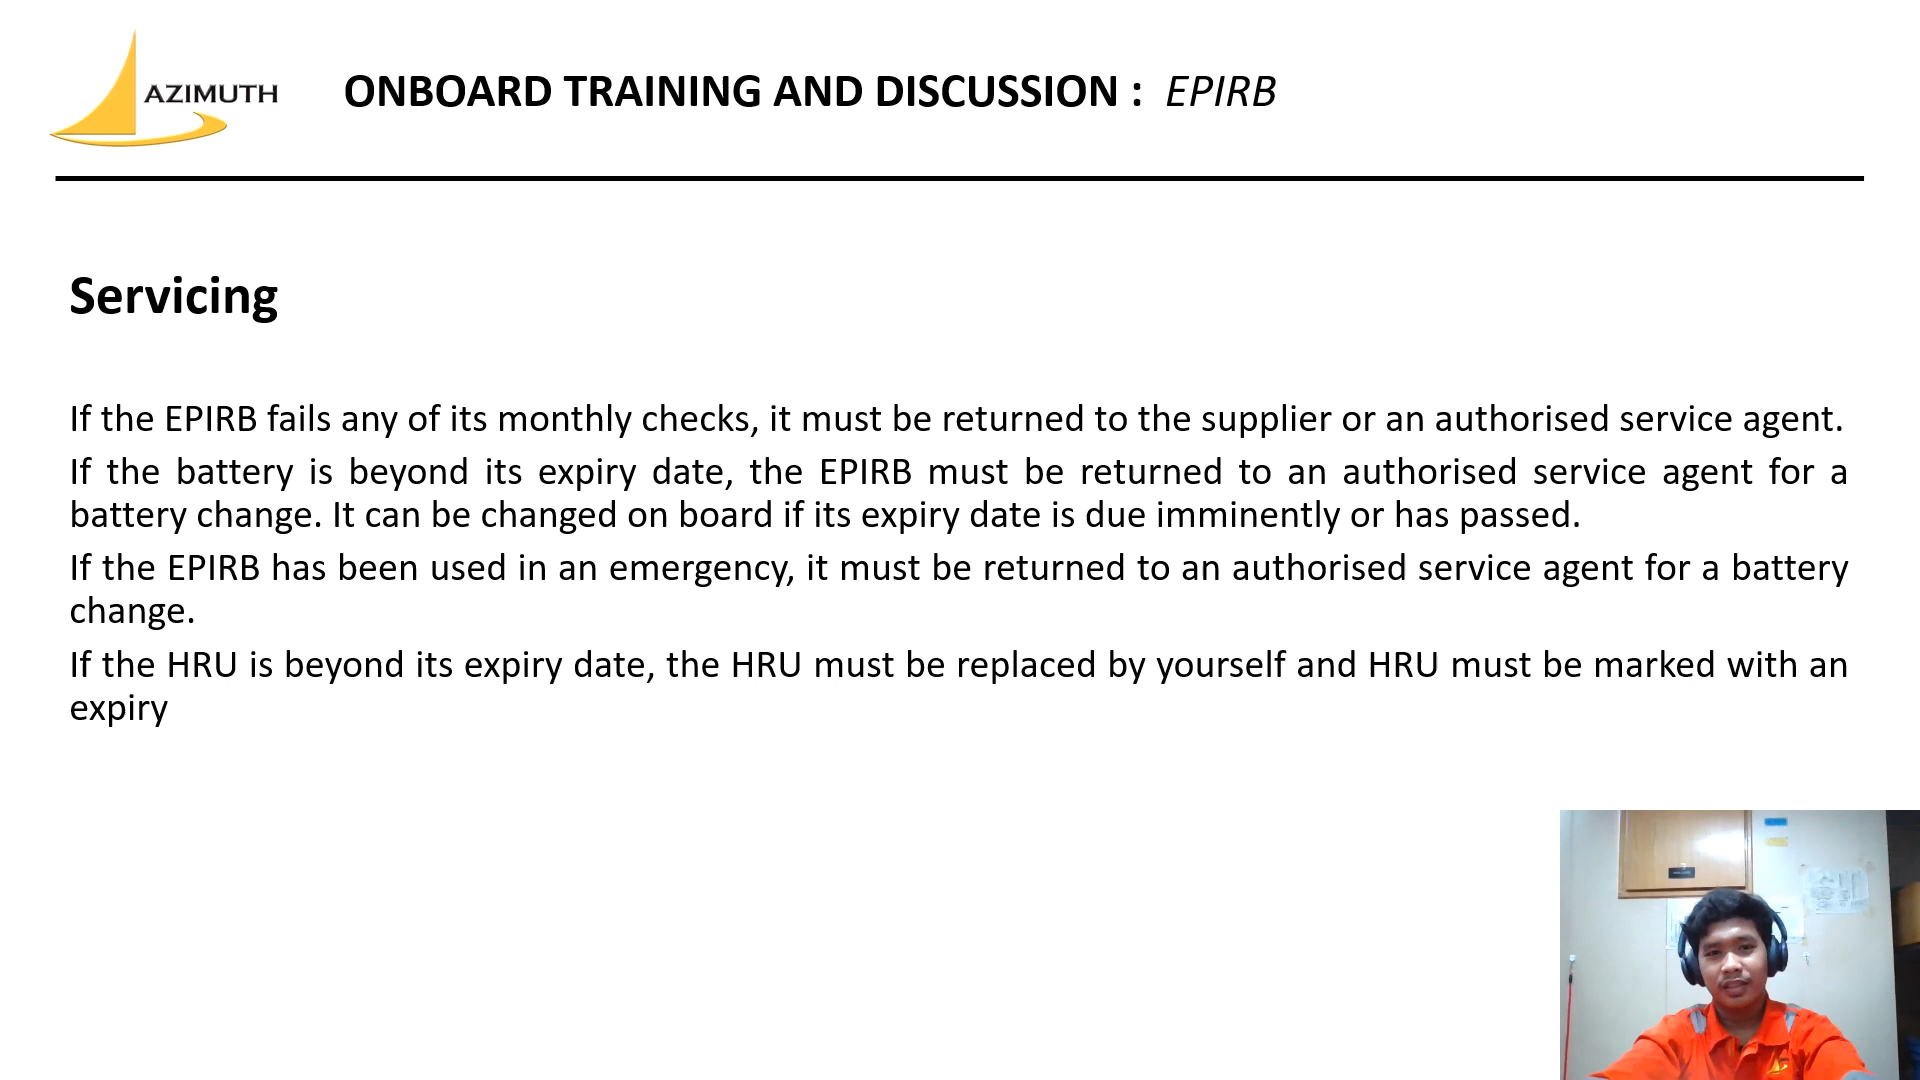 AZIMUTH
ONBOARD TRAINING AND DISCUSSION : EPIRB
Servicing
If the EPIRB fails any of its monthly checks, it must be returned to the supplier or an authorised service agent.
If the battery is beyond its expiry date, the EPIRB must be returned to an authorised service agent for a
battery change. It can be changed on board if its expiry date is due imminently or has passed.
If the EPIRB has been used in an emergency, it must be returned to an authorised service agent for a battery
change.
If the HRU is beyond its expiry date, the HRU must be replaced by yourself and HRU must be marked with an
expiry